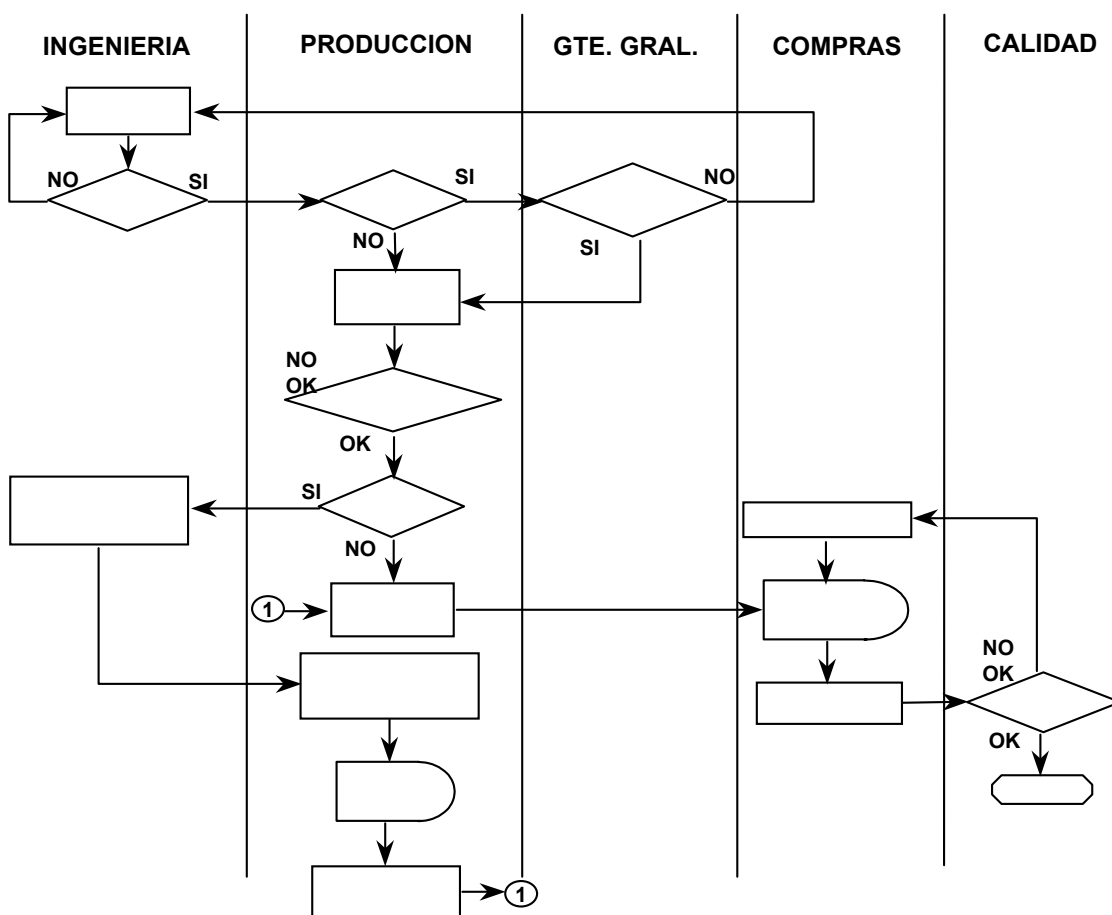 INGENIERIA
PRODUCCION
GTE. GRAL.
COMPRAS
CALIDAD
NO
SI
SI
NO
NO
SI
NO
OK
OK
SI
NO
1
NO
OK
OK
1